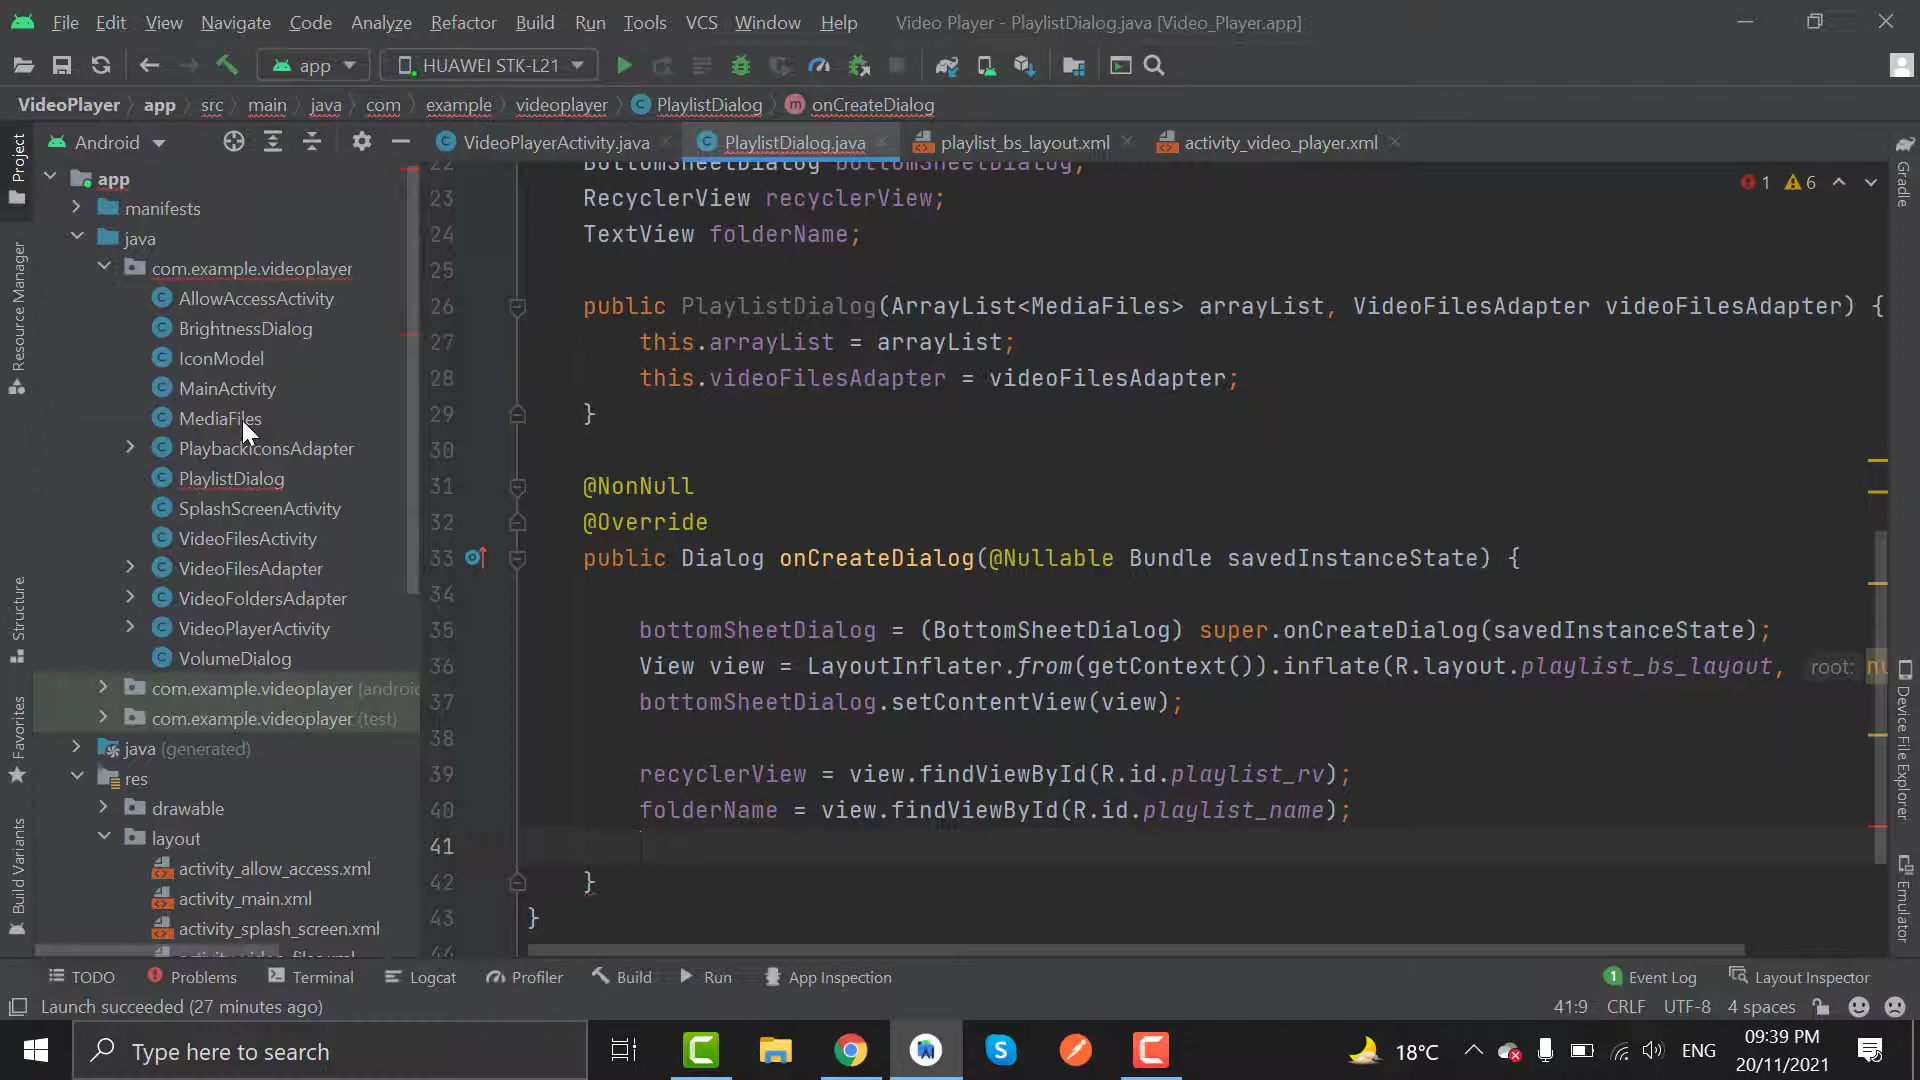 File Edit View Navigate Code Analyze Refactor Build Run Tools VCS Window Help Video Player - PlaylistDialog.java [Video_Player.app]
app HUAWEI STK-L21
VideoPlayer app src main java com example videoplayer PlaylistDialog onCreateDialog
Android VideoPlayerActivity.java PlaylistDialog.java playlist_bs_layout.xml activity_video_player.xml
Project
Resource Manager
Structure
Favorites
Build Variants
app
manifests
java
com.example.videoplayer
AllowAccessActivity
BrightnessDialog
IconModel
MainActivity
MediaFiles
PlaybackIconsAdapter
PlaylistDialog
SplashScreenActivity
VideoFilesActivity
VideoFilesAdapter
VideoFoldersAdapter
VideoPlayerActivity
VolumeDialog
com.example.videoplayer (android
com.example.videoplayer (test)
java (generated)
res
drawable
layout
activity_allow_access.xml
activity_main.xml
activity_splash_screen.xml
1 6
22 BottomSheetDialog bottomSheetDialog;
23 RecyclerView recyclerView;
24 TextView folderName;
25
26 public PlaylistDialog(ArrayList<MediaFiles> arrayList, VideoFilesAdapter videoFilesAdapter) {
27 this.arrayList = arrayList;
28 this.videoFilesAdapter = videoFilesAdapter;
29 }
30
31 @NonNull
32 @Override
33 public Dialog onCreateDialog(@Nullable Bundle savedInstanceState) {
34
35 bottomSheetDialog = (BottomSheetDialog) super.onCreateDialog(savedInstanceState);
36 View view = LayoutInflater.from(getContext()).inflate(R.layout.playlist_bs_layout, root: nu
37 bottomSheetDialog.setContentView(view);
38
39 recyclerView = view.findViewById(R.id.playlist_rv);
40 folderName = view.findViewById(R.id.playlist_name);
41
42 }
43 }
44
Gradle
Device File Explorer
Emulator
TODO Problems Terminal Logcat Profiler Build Run App Inspection 1 Event Log Layout Inspector
Launch succeeded (27 minutes ago) 41:9 CRLF UTF-8 4 spaces
Type here to search 18°C ENG 09:39 PM
20/11/2021